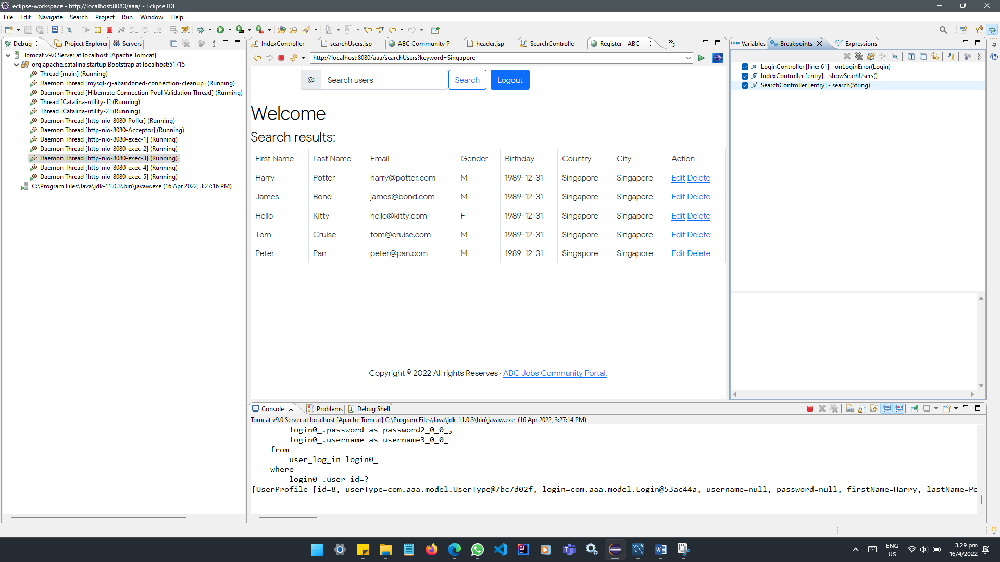 eclipse-workspace - http://localhost:8080/aaa/ - Eclipse IDE
File Edit Navigate Search Project Run Window Help
Debug Project Explorer Servers
Tomcat v9.0 Server at localhost [Apache Tomcat]
org.apache.catalina.startup.Bootstrap at localhost:51715
Thread [main] (Running)
Daemon Thread [mysql-cj-abandoned-connection-cleanup] (Running)
Daemon Thread [Hibernate Connection Pool Validation Thread] (Running)
Thread [Catalina-utility-1] (Running)
Thread [Catalina-utility-2] (Running)
Daemon Thread [http-nio-8080-Poller] (Running)
Daemon Thread [http-nio-8080-Acceptor] (Running)
Daemon Thread [http-nio-8080-exec-1] (Running)
Daemon Thread [http-nio-8080-exec-2] (Running)
Daemon Thread [http-nio-8080-exec-3] (Running)
Daemon Thread [http-nio-8080-exec-4] (Running)
Daemon Thread [http-nio-8080-exec-5] (Running)
C:\Program Files\Java\jdk-11.0.3\bin\javaw.exe (16 Apr 2022, 3:27:16 PM)
IndexController searchUsers.jsp ABC Community P header.jsp SearchControlle Register - ABC »5
http://localhost:8080/aaa/searchUsers?keyword=Singapore
@ Search users Search Logout
Welcome
Search results:
First Name Last Name Email Gender Birthday Country City Action
Harry Potter harry@potter.com M 1989-12-31 Singapore Singapore Edit Delete
James Bond james@bond.com M 1989-12-31 Singapore Singapore Edit Delete
Hello Kitty hello@kitty.com F 1989-12-31 Singapore Singapore Edit Delete
Tom Cruise tom@cruise.com M 1989-12-31 Singapore Singapore Edit Delete
Peter Pan peter@pan.com M 1989-12-31 Singapore Singapore Edit Delete
Copyright © 2022 All rights Reserves · ABC Jobs Community Portal.
(x)= Variables Breakpoints Expressions
LoginController [line: 61] - onLoginError(Login)
IndexController [entry] - showSearhUsers()
SearchController [entry] - search(String)
Console Problems Debug Shell
Tomcat v9.0 Server at localhost [Apache Tomcat] C:\Program Files\Java\jdk-11.0.3\bin\javaw.exe (16 Apr 2022, 3:27:14 PM)
login0_.password as password2_0_0_,
login0_.username as username3_0_0_
from
user_log_in login0_
where
login0_.user_id=?
[UserProfile [id=8, userType=com.aaa.model.UserType@7bc7d02f, login=com.aaa.model.Login@53ac44a, username=null, password=null, firstName=Harry, lastName=Po
ENG
US
3:29 pm
16/4/2022